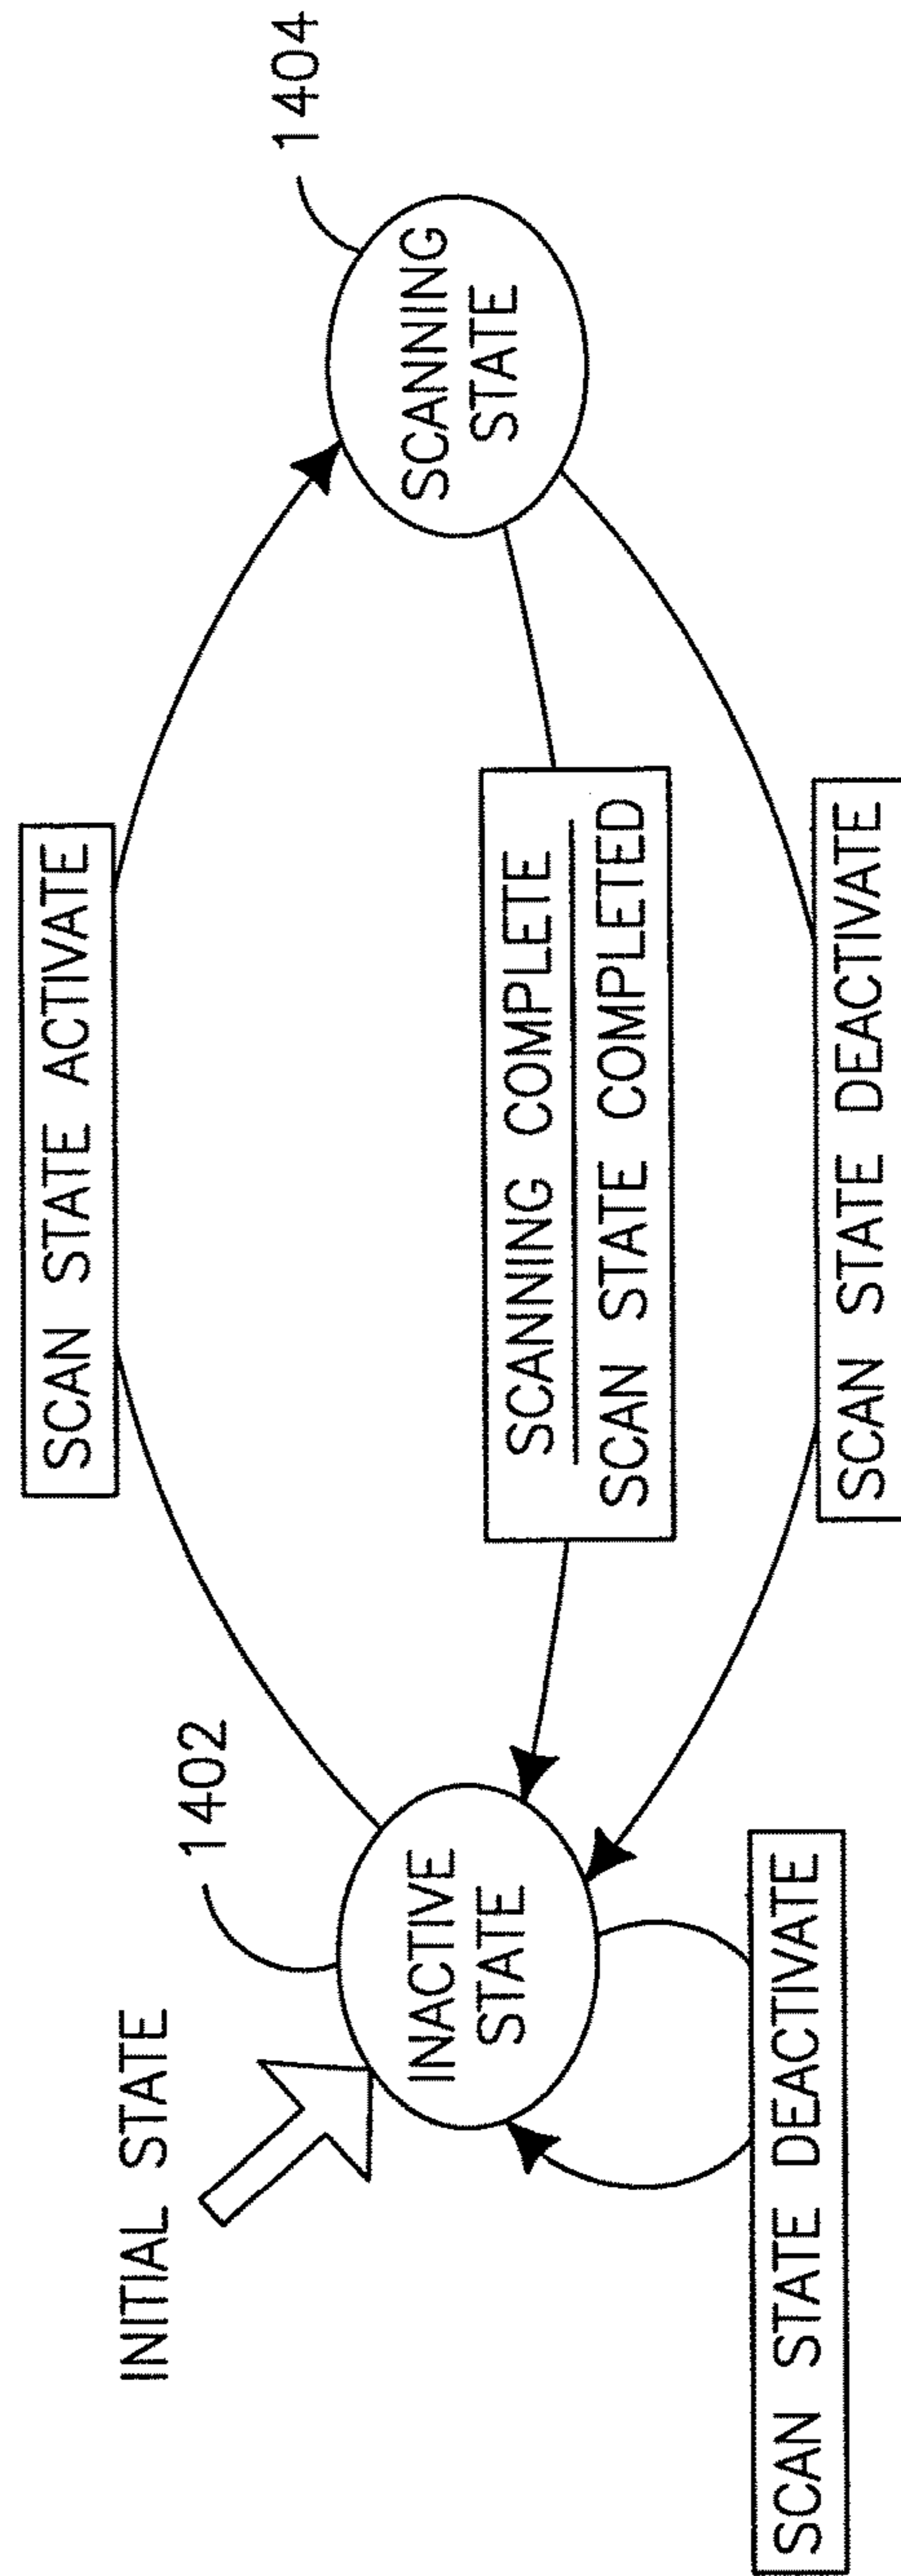 SCAN STATE ACTIVATE
1404
INITIAL STATE
1402
SCANNING
STATE
INACTIVE
STATE
SCANNING COMPLETE
SCAN STATE COMPLETED
SCAN STATE DEACTIVATE
SCAN STATE DEACTIVATE